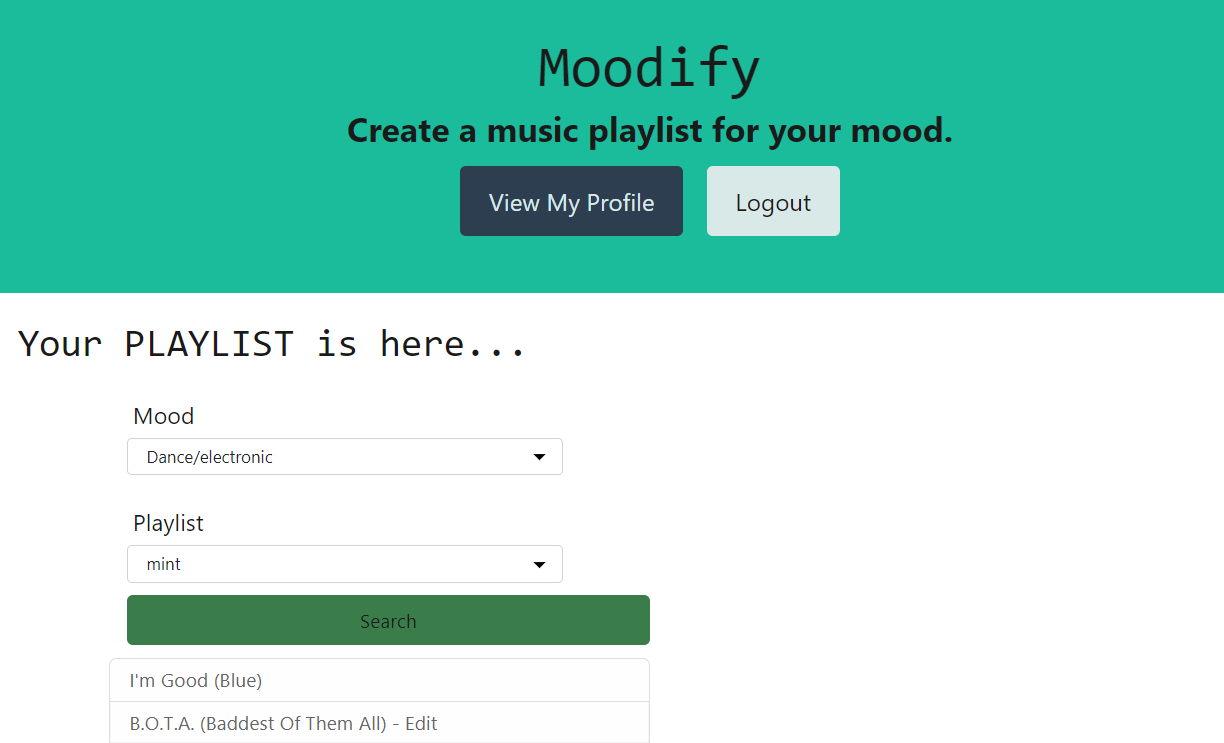 Moodify
Create a music playlist for your mood.
View My Profile Logout
Your PLAYLIST is here...
Mood
Dance/electronic
Playlist
mint
Search
I'm Good (Blue)
B.O.T.A. (Baddest Of Them All) - Edit